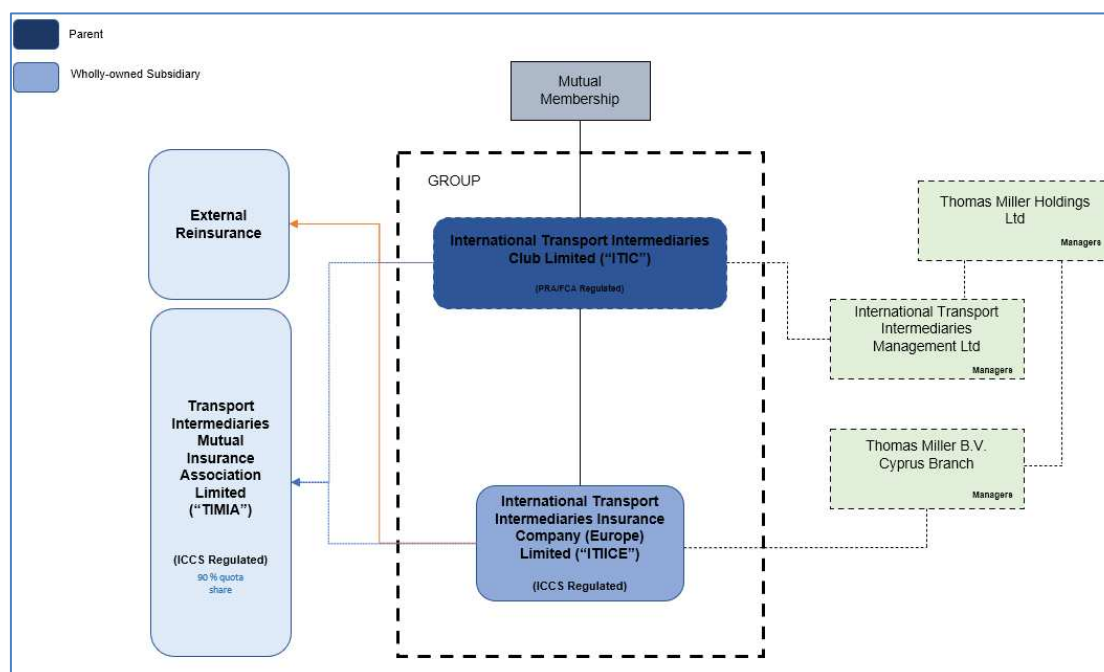 Parent
Wholly-owned Subsidiary
Mutual
Membership
GROUP
External
Reinsurance
International Transport Intermediaries
Club Limited (“ITIC”)
(PRA/FCA Regulated)
Thomas Miller Holdings
Ltd
Managers
International Transport
Intermediaries
Management Ltd
Managers
Transport
Intermediaries
Mutual
Insurance
Association
Limited
(“TIMIA”)
(ICCS Regulated)
90 % quota
share
Thomas Miller B.V.
Cyprus Branch
Managers
International Transport
Intermediaries Insurance
Company (Europe)
Limited (“ITIICE”)
(ICCS Regulated)